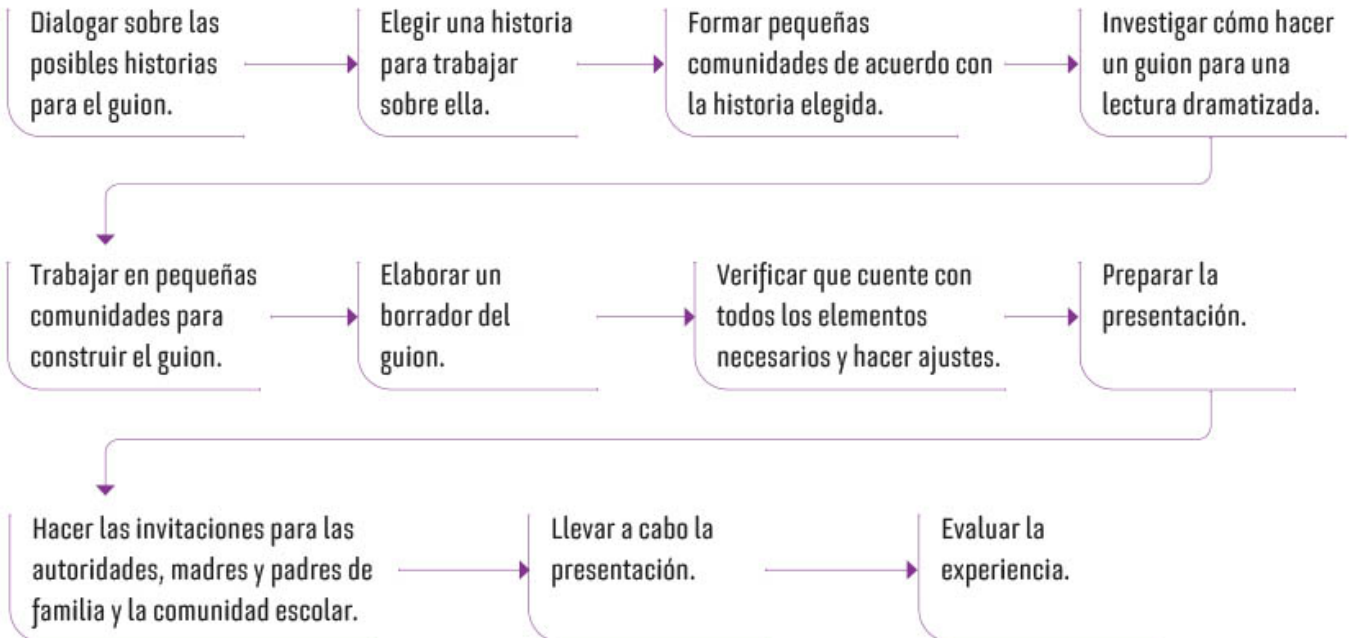 Dialogar sobre las
posibles historias
para el guion.
Elegir una historia
para trabajar
sobre ella.
Formar pequeñas
comunidades de acuerdo con
la historia elegida.
Investigar cómo hacer
un guion para una
lectura dramatizada.
Trabajar en pequeñas
comunidades para
construir el guion.
Elaborar un
borrador del
guion.
Verificar que cuente con
todos los elementos
necesarios y hacer ajustes.
Preparar la
presentación.
Hacer las invitaciones para las
autoridades, madres y padres de
familia y la comunidad escolar.
Llevar a cabo la
presentación.
Evaluar la
experiencia.